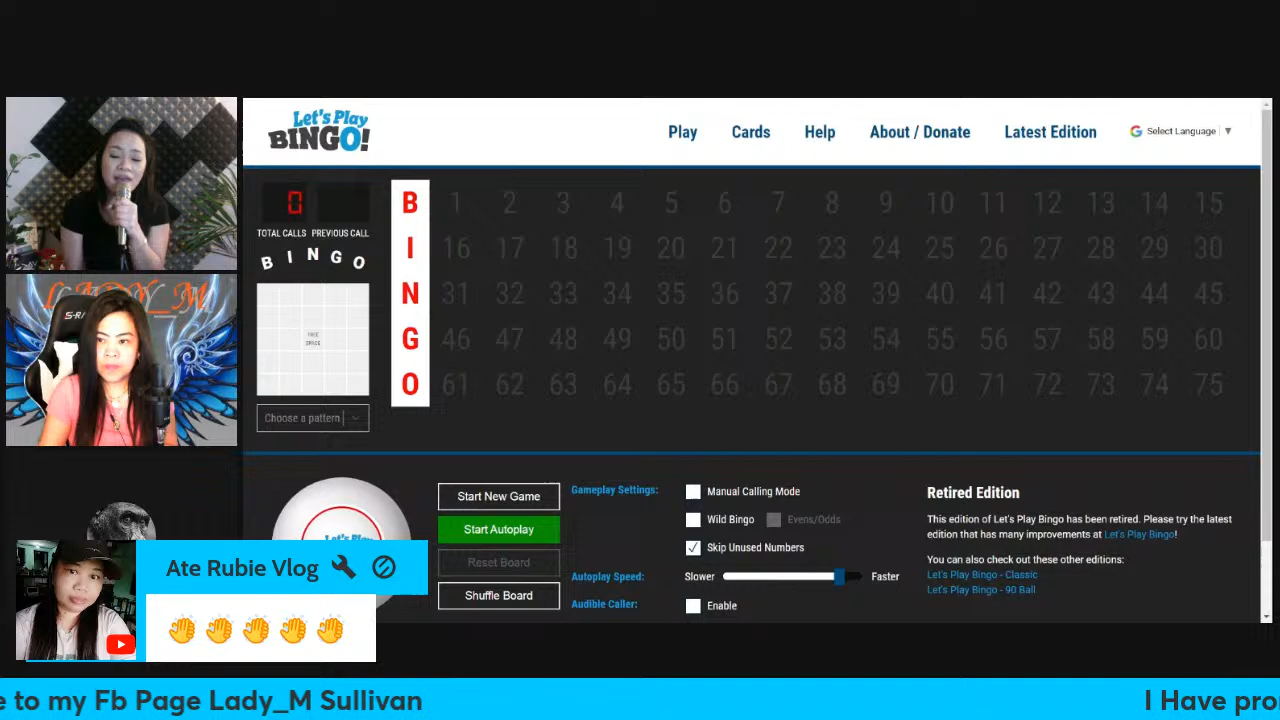 Let's Play
BINGO!
Play
Cards
Help
About / Donate
Latest Edition
Select Language
0
TOTAL CALLS
PREVIOUS CALL
B I N G O
FREE
SPACE
Choose a pattern
B 1 2 3 4 5 6 7 8 9 10 11 12 13 14 15
I 16 17 18 19 20 21 22 23 24 25 26 27 28 29 30
N 31 32 33 34 35 36 37 38 39 40 41 42 43 44 45
G 46 47 48 49 50 51 52 53 54 55 56 57 58 59 60
O 61 62 63 64 65 66 67 68 69 70 71 72 73 74 75
LADY_M
S-RA
Let's Play
Start New Game
Start Autoplay
Reset Board
Shuffle Board
Gameplay Settings:
Manual Calling Mode
Wild Bingo
Evens/Odds
Skip Unused Numbers
Autoplay Speed:
Slower
Faster
Audible Caller:
Enable
Retired Edition
This edition of Let's Play Bingo has been retired. Please try the latest
edition that has many improvements at Let's Play Bingo!
You can also check out these other editions:
Let's Play Bingo - Classic
Let's Play Bingo - 90 Ball
Ate Rubie Vlog
e to my Fb Page Lady_M Sullivan
I Have pro